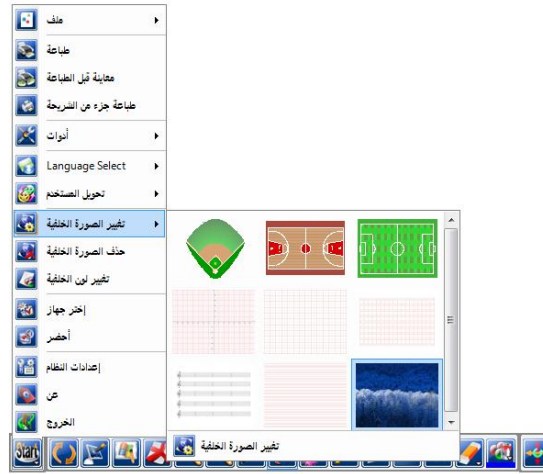 ملف
طباعة
معاينة قبل الطباعة
طباعة جزء من الشريحة
أدوات
Language Select
تحويل المستخدم
تغيير الصورة الخلفية
حذف الصورة الخلفية
تغيير لون الخلفية
إختر جهاز
أحضر
إعدادات النظام
عن
الخروج
تغيير الصورة الخلفية
Start